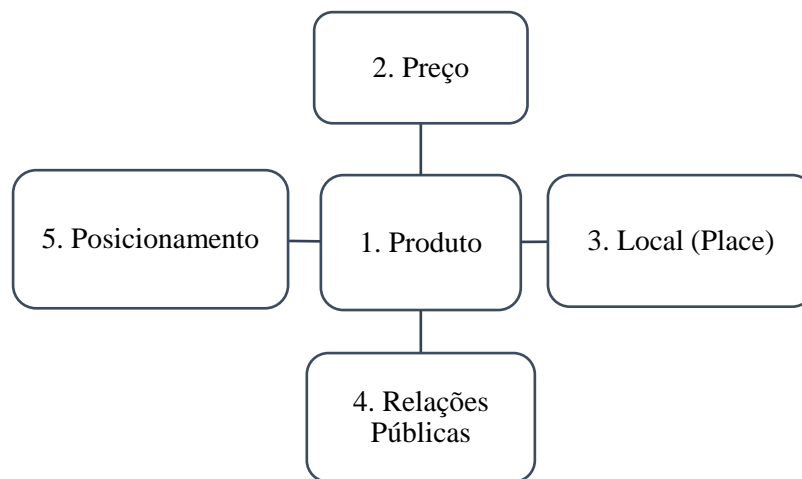 2. Preço
5. Posicionamento
1. Produto
3. Local (Place)
4. Relações
Públicas